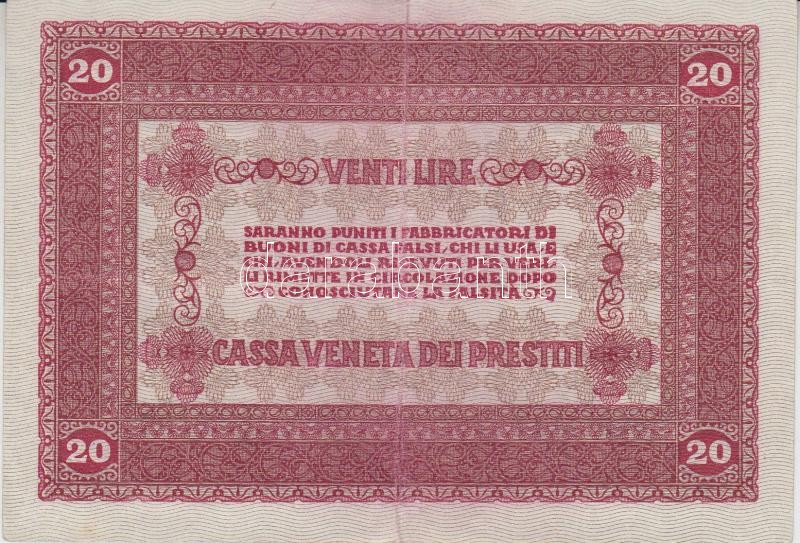 20 20
VENTI LIRE
SARANNO PUNITI I FABBRICATORI DI
BUONI DI CASSA FALSI, CHI LI USA E
CHI, AVENDOLI RICEVUTI PER VERI,
LI RIMETTE IN CIRCOLAZIONE DOPO
CONOSCIUTANE LA FALSITÀ
CASSA VENETA DEI PRESTITI
20 20
darabanth